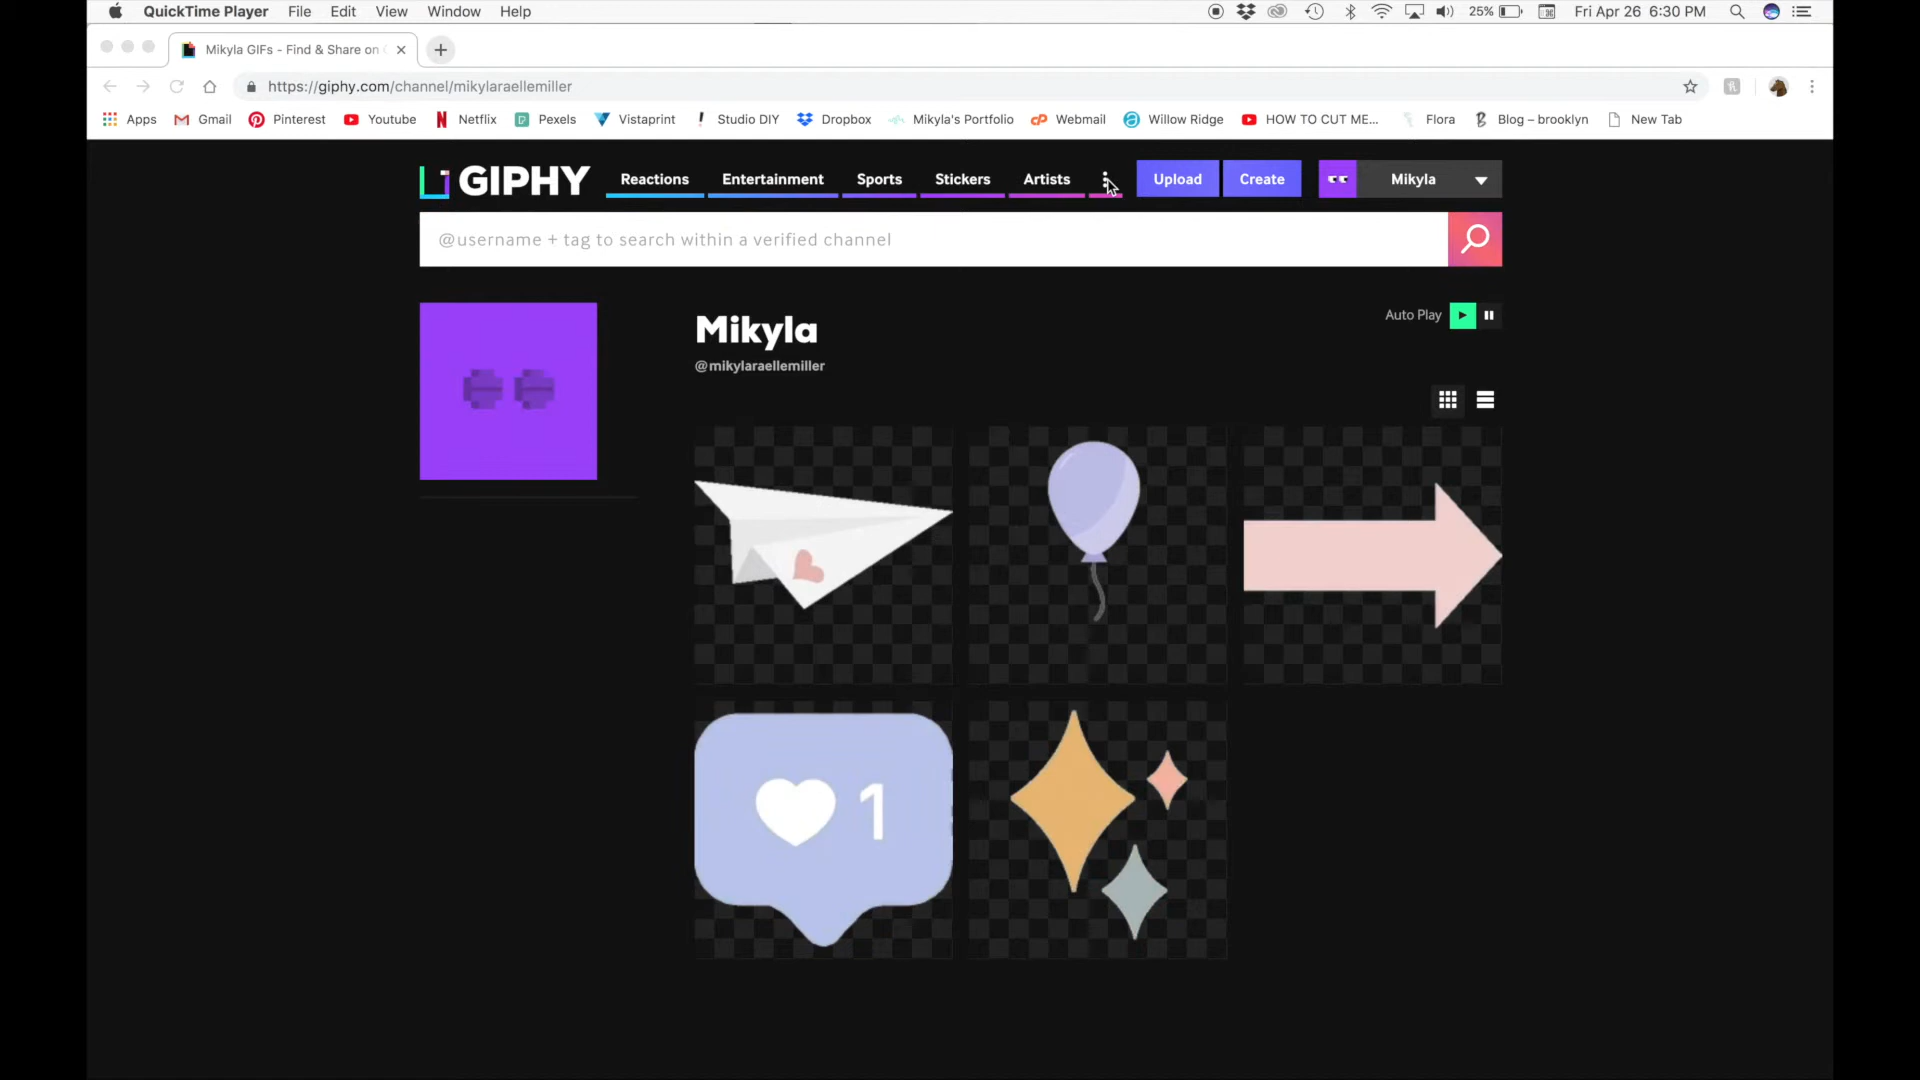 QuickTime Player File Edit View Window Help 25% Fri Apr 26 6:30 PM
Mikyla GIFs - Find & Share on
https://giphy.com/channel/mikylaraellemiller
Apps Gmail Pinterest Youtube Netflix Pexels Vistaprint Studio DIY Dropbox Mikyla's Portfolio Webmail Willow Ridge HOW TO CUT ME... Flora Blog – brooklyn New Tab
GIPHY Reactions Entertainment Sports Stickers Artists Upload Create Mikyla
@username + tag to search within a verified channel
Mikyla
Auto Play
@mikylaraellemiller
1